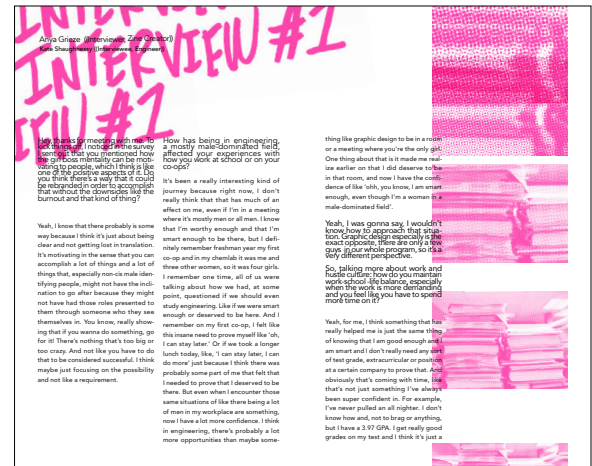 INTERVIEW #1
INTERVIEW #1
IEW #1
Anya Grieze ((Interviewer, Zine Creator))
Kate Shaughnessy ((Interviewee, Engineer))
Hey, thanks for meeting with me. To
kick things off, I noticed in the survey
I sent out that you mentioned how
the girl boss mentality can be moti-
vating to people, which I think is like
one of the positive aspects of it. Do
you think there's a way that it could
be rebranded in order to accomplish
that without the downsides like the
burnout and that kind of thing?
Yeah, I know that there probably is some
way because I think it's just about being
clear and not getting lost in translation.
It's motivating in the sense that you can
accomplish a lot of things and a lot of
things that, especially non-cis male iden-
tifying people, might not have the incli-
nation to go after because they might
not have had those roles presented to
them through someone who they see
themselves in. You know, really show-
ing that if you wanna do something, go
for it! There's nothing that's too big or
too crazy. And not like you have to do
that to be considered successful. I think
maybe just focusing on the possibility
and not like a requirement.
How has being in engineering,
a mostly male-dominated field,
affected your experiences with
how you work at school or on your
co-ops?
It's been a really interesting kind of
journey because right now, I don't
really think that that has much of an
effect on me, even if I'm in a meeting
where it's mostly men or all men. I know
that I'm worthy enough and that I'm
smart enough to be there, but I defi-
nitely remember freshman year my first
co-op and in my chemlab it was me and
three other women, so it was four girls.
I remember one time, all of us were
talking about how we had, at some
point, questioned if we should even
study engineering. Like if we were smart
enough or deserved to be here. And I
remember on my first co-op, I felt like
this insane need to prove myself like 'oh,
I can stay later.' Or if we took a longer
lunch today, like, 'I can stay later, I can
do more' just because I think there was
probably some part of me that felt that
I needed to prove that I deserved to be
there. But even when I encounter those
same situations of like there being a lot
of men in my workplace are something,
now I have a lot more confidence. I think
in engineering, there's probably a lot
more opportunities than maybe some-
thing like graphic design to be in a room
or a meeting where you're the only girl.
One thing about that is it made me real-
ize earlier on that I did deserve to be
in that room, and now I have the confi-
dence of like 'ohh, you know, I am smart
enough, even though I'm a woman in a
male-dominated field'.
Yeah, I was gonna say, I wouldn't
know how to approach that situa-
tion. Graphic design especially is the
exact opposite, there are only a few
guys in our whole program, so it's a
very different perspective.
So, talking more about work and
hustle culture: how do you maintain
work-school -life balance, especially
when the work is more demanding
and you feel like you have to spend
more time on it?
Yeah, for me, I think something that has
really helped me is just the same thing
of knowing that I am good enough and I
am smart and I don't really need any sort
of test grade, extracurricular or position
at a certain company to prove that. And
obviously that's coming with time, like
that's not just something I've always
been super confident in. For example,
I've never pulled an all nighter. I don't
know how and, not to brag or anything,
but I have a 3.97 GPA. I get really good
grades on my test and I think it's just a